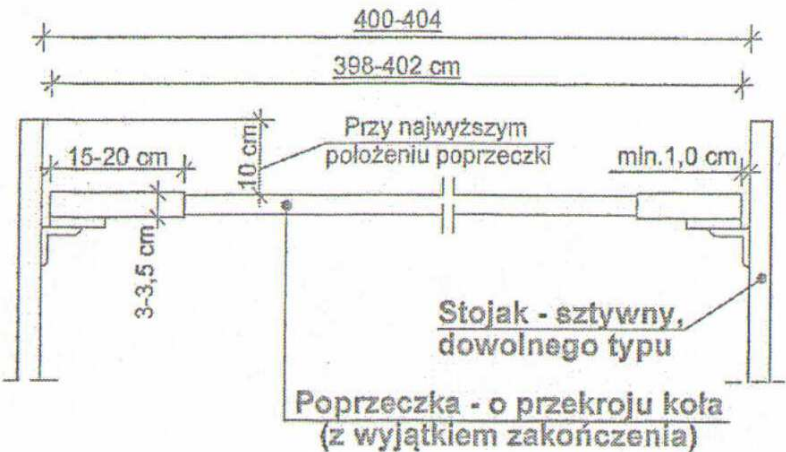 400-404
398-402 cm
Przy najwyższym
położeniu poprzeczki
10 cm
15-20 cm
min.1,0 cm
3-3,5 cm
Stojak - sztywny,
dowolnego typu
Poprzeczka - o przekroju koła
(z wyjątkiem zakończenia)